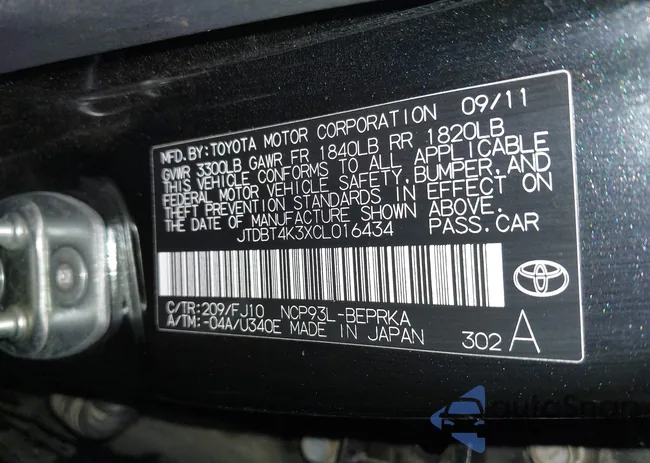 MFD.BY:TOYOTA MOTOR CORPORATION 09/11
GVWR 3300LB GAWR FR 1840LB RR 1820LB
THIS VEHICLE CONFORMS TO ALL APPLICABLE
FEDERAL MOTOR VEHICLE SAFETY,BUMPER,AND
THEFT PREVENTION STANDARDS IN EFFECT ON
THE DATE OF MANUFACTURE SHOWN ABOVE.
JTDBT4K3XCL016434 PASS.CAR
C/TR:209/FJ10 NCP93L-BEPRKA
A/TM:-04A/U340E MADE IN JAPAN 302 A
autoSnap